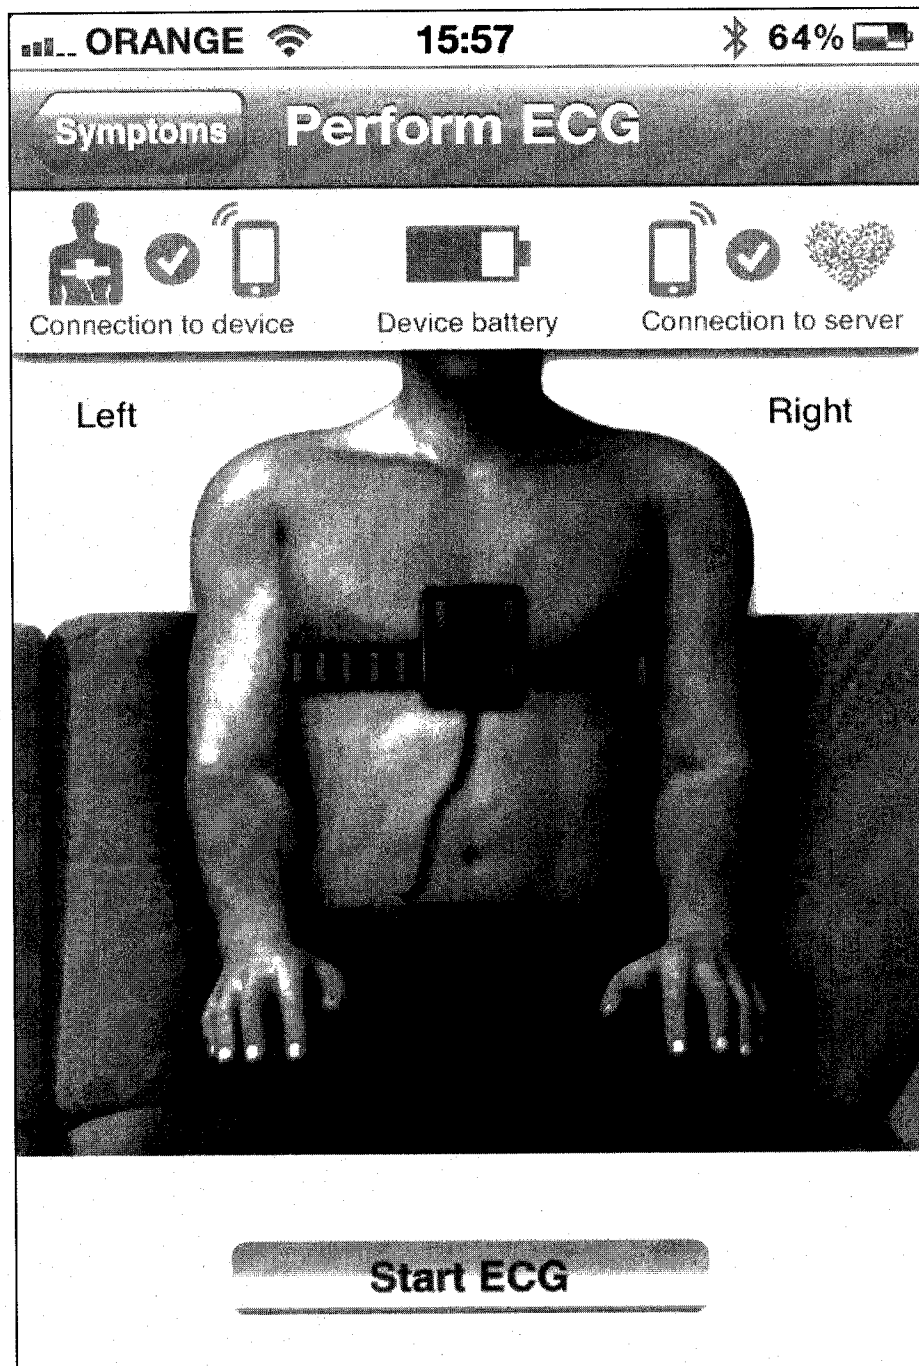 ORANGE 15:57 64%
Symptoms Perform ECG
Connection to device Device battery Connection to server
Left Right
Start ECG